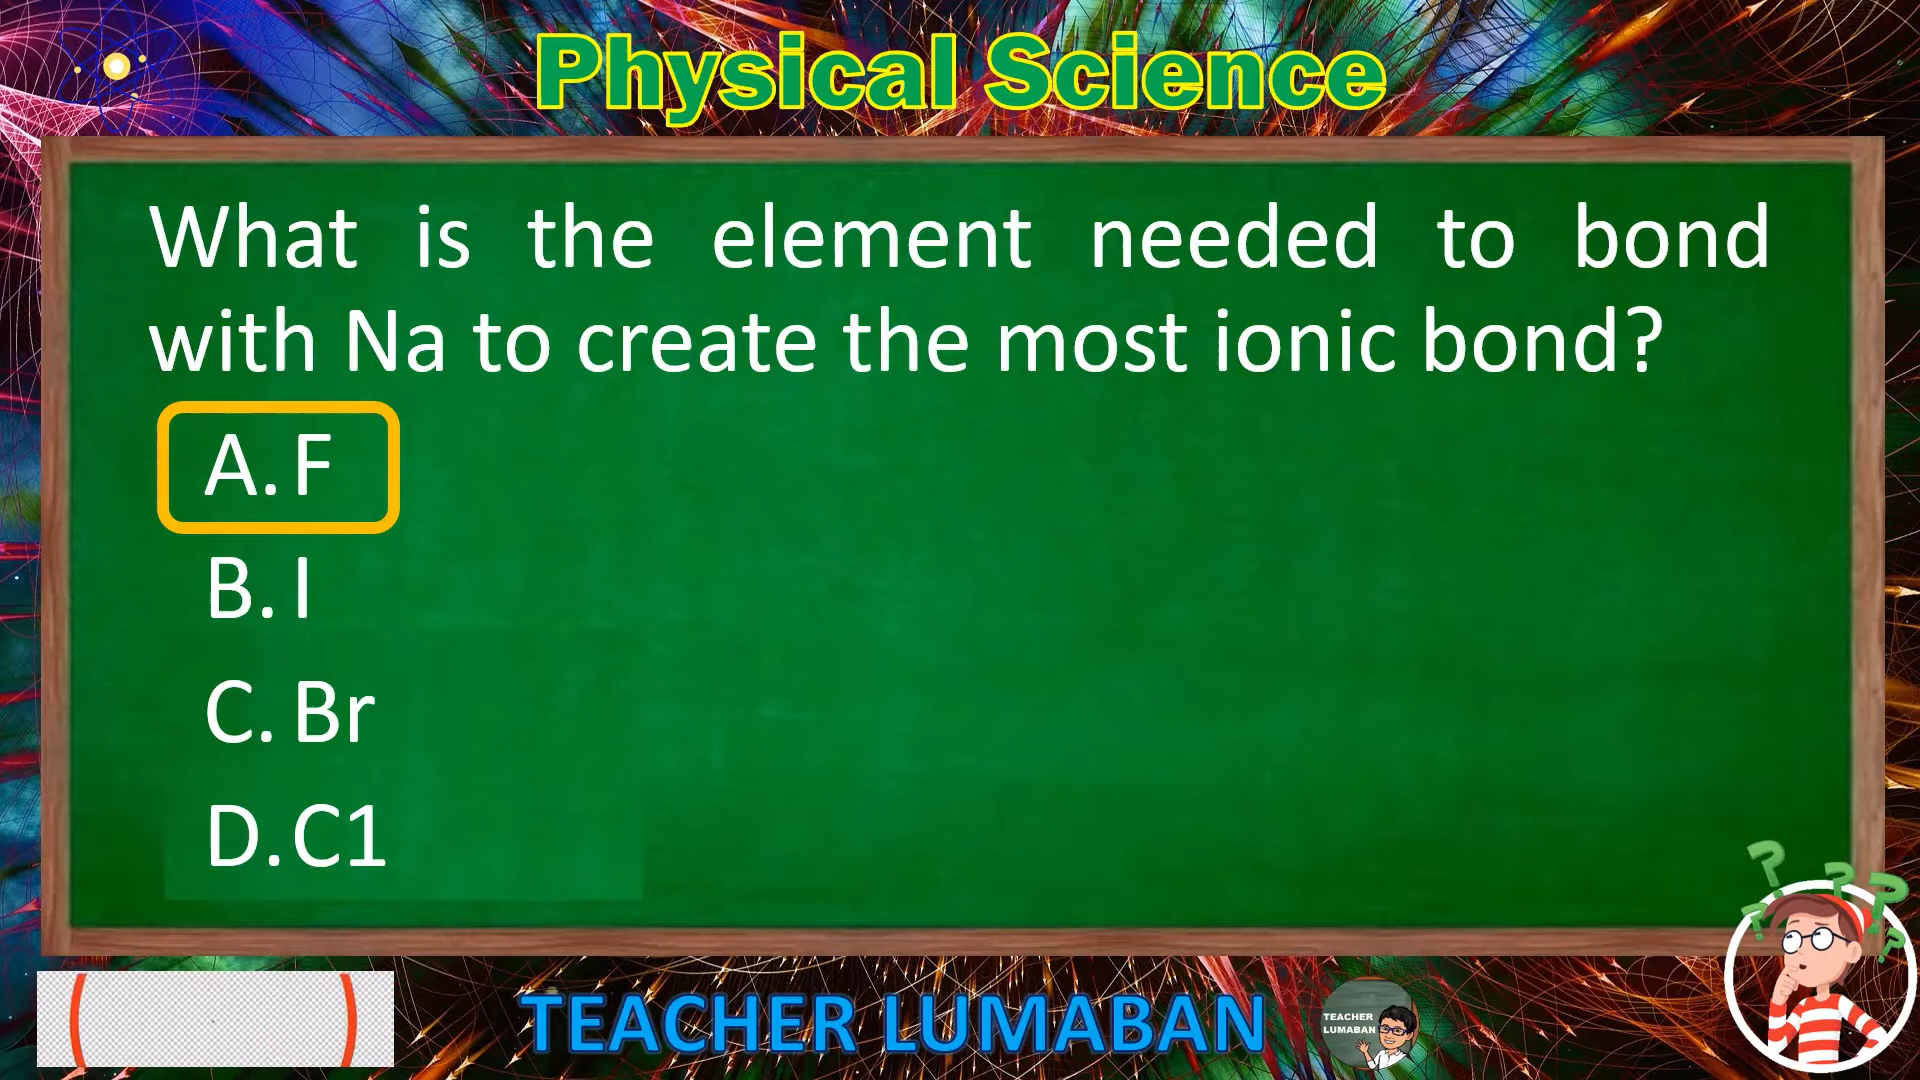 Physical Science
What is the element needed to bond
with Na to create the most ionic bond?
A. F
B. I
C. Br
D. C1
TEACHER LUMABAN
TEACHER
LUMABAN